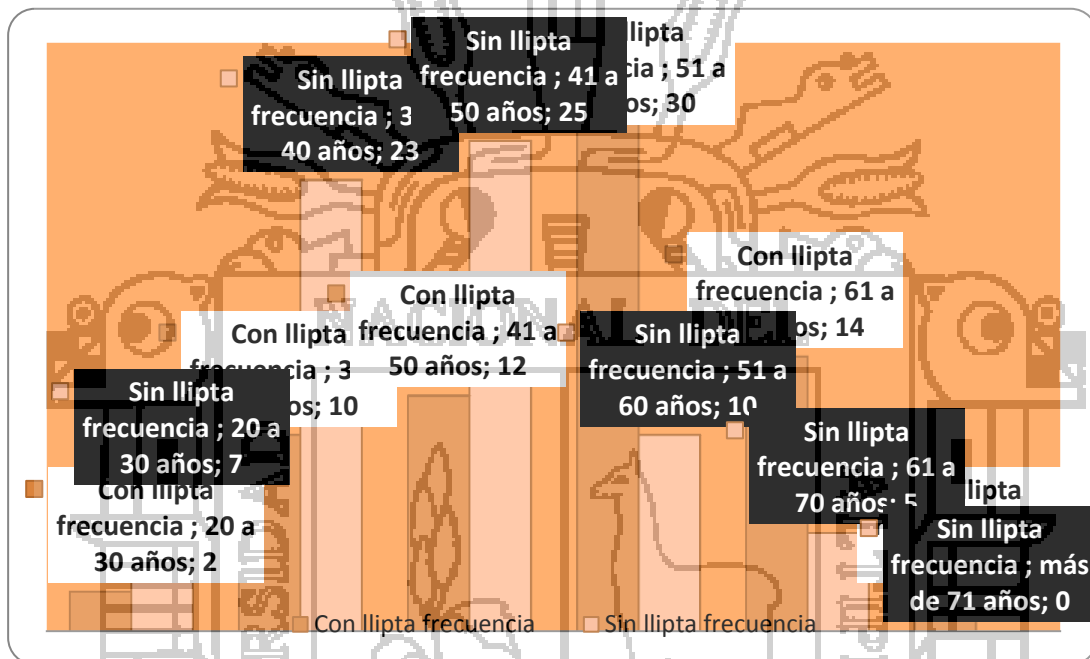 Sin llipta
frecuencia ; 41 a
50 años; 25
llipta
cia ; 51 a
os; 30
Sin llipta
frecuencia ; 3
40 años; 23
Con llipta
frecuencia ; 61 a
os; 14
Con llipta
frecuencia ; 41 a
50 años; 12
Con llipta
encia ; 3
os; 10
Sin llipta
frecuencia ; 51 a
60 años; 10
Sin llipta
frecuencia ; 20 a
30 años; 7
Sin llipta
frecuencia ; 61 a
70 años; 5
Con llipta
frecuencia ; 20 a
30 años; 2
llipta
Sin llipta
frecuencia ; más
de 71 años; 0
NACIONAL DEL
Con llipta frecuencia
Sin llipta frecuencia